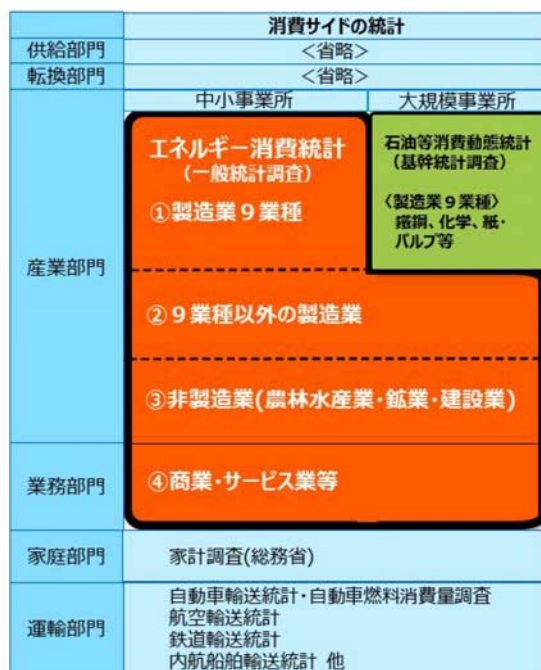 消費サイドの統計
供給部門
<省略>
転換部門
<省略>
中小事業所
大規模事業所
産業部門
エネルギー消費統計
(一般統計調査)
①製造業9業種
石油等消費動態統計
(基幹統計調査)
<製造業9業種>
鐵鋼、化学、紙・
パルプ等
②9業種以外の製造業
③非製造業(農林水産業・鉱業・建設業)
業務部門
④商業・サービス業等
家庭部門
家計調査(総務省)
運輸部門
自動車輸送統計・自動車燃料消費量調査
航空輸送統計
鉄道輸送統計
内航船舶輸送統計 他